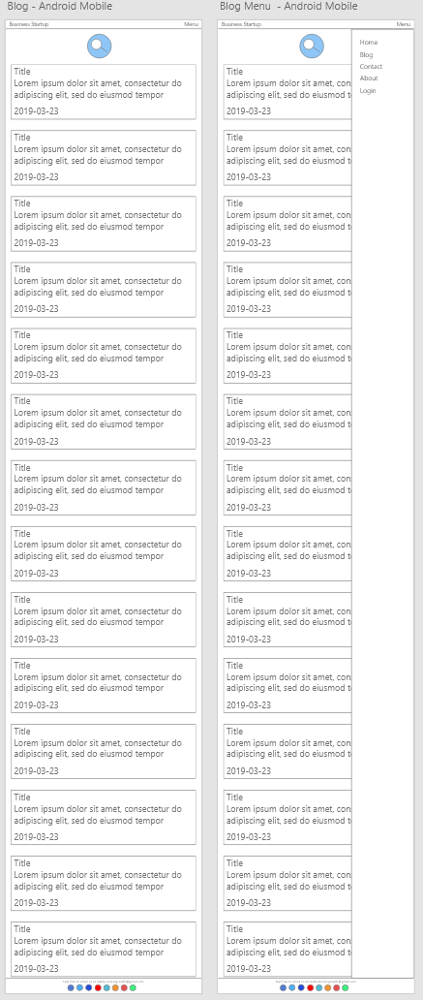 Blog - Android Mobile
Business Startup
Menu
Title
Lorem ipsum dolor sit amet, consectetur do
adipiscing elit, sed do eiusmod tempor
2019-03-23
Title
Lorem ipsum dolor sit amet, consectetur do
adipiscing elit, sed do eiusmod tempor
2019-03-23
Title
Lorem ipsum dolor sit amet, consectetur do
adipiscing elit, sed do eiusmod tempor
2019-03-23
Title
Lorem ipsum dolor sit amet, consectetur do
adipiscing elit, sed do eiusmod tempor
2019-03-23
Title
Lorem ipsum dolor sit amet, consectetur do
adipiscing elit, sed do eiusmod tempor
2019-03-23
Title
Lorem ipsum dolor sit amet, consectetur do
adipiscing elit, sed do eiusmod tempor
2019-03-23
Title
Lorem ipsum dolor sit amet, consectetur do
adipiscing elit, sed do eiusmod tempor
2019-03-23
Title
Lorem ipsum dolor sit amet, consectetur do
adipiscing elit, sed do eiusmod tempor
2019-03-23
Title
Lorem ipsum dolor sit amet, consectetur do
adipiscing elit, sed do eiusmod tempor
2019-03-23
Title
Lorem ipsum dolor sit amet, consectetur do
adipiscing elit, sed do eiusmod tempor
2019-03-23
Title
Lorem ipsum dolor sit amet, consectetur do
adipiscing elit, sed do eiusmod tempor
2019-03-23
Title
Lorem ipsum dolor sit amet, consectetur do
adipiscing elit, sed do eiusmod tempor
2019-03-23
Title
Lorem ipsum dolor sit amet, consectetur do
adipiscing elit, sed do eiusmod tempor
2019-03-23
Title
Lorem ipsum dolor sit amet, consectetur do
adipiscing elit, sed do eiusmod tempor
2019-03-23
Blog Menu - Android Mobile
Business Startup
Menu
Home
Blog
Contact
About
Login
Title
Lorem ipsum dolor sit amet, con
adipiscing elit, sed do eiusmod t
2019-03-23
Title
Lorem ipsum dolor sit amet, con
adipiscing elit, sed do eiusmod t
2019-03-23
Title
Lorem ipsum dolor sit amet, con
adipiscing elit, sed do eiusmod t
2019-03-23
Title
Lorem ipsum dolor sit amet, con
adipiscing elit, sed do eiusmod t
2019-03-23
Title
Lorem ipsum dolor sit amet, con
adipiscing elit, sed do eiusmod t
2019-03-23
Title
Lorem ipsum dolor sit amet, con
adipiscing elit, sed do eiusmod t
2019-03-23
Title
Lorem ipsum dolor sit amet, con
adipiscing elit, sed do eiusmod t
2019-03-23
Title
Lorem ipsum dolor sit amet, con
adipiscing elit, sed do eiusmod t
2019-03-23
Title
Lorem ipsum dolor sit amet, con
adipiscing elit, sed do eiusmod t
2019-03-23
Title
Lorem ipsum dolor sit amet, con
adipiscing elit, sed do eiusmod t
2019-03-23
Title
Lorem ipsum dolor sit amet, con
adipiscing elit, sed do eiusmod t
2019-03-23
Title
Lorem ipsum dolor sit amet, con
adipiscing elit, sed do eiusmod t
2019-03-23
Title
Lorem ipsum dolor sit amet, con
adipiscing elit, sed do eiusmod t
2019-03-23
Title
Lorem ipsum dolor sit amet, con
adipiscing elit, sed do eiusmod t
2019-03-23